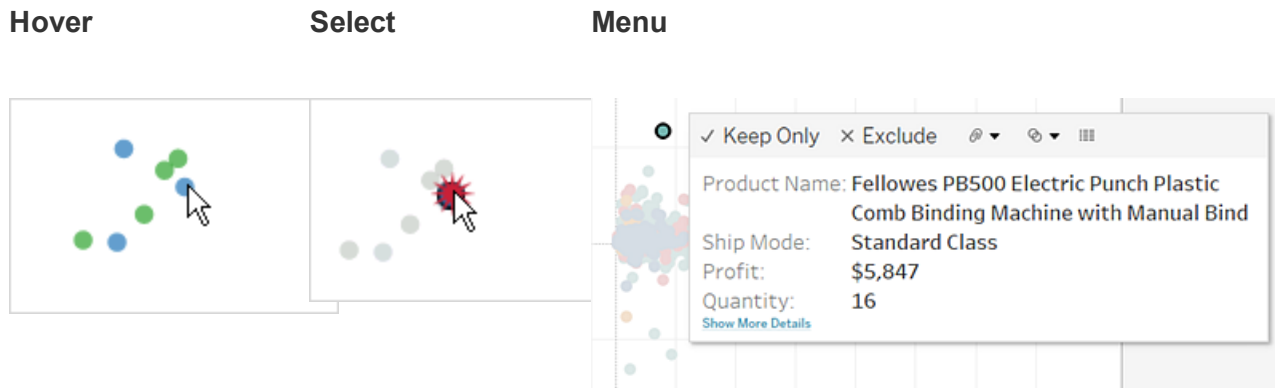 Hover Select Menu
✓ Keep Only × Exclude
Product Name: Fellowes PB500 Electric Punch Plastic
Comb Binding Machine with Manual Bind
Ship Mode: Standard Class
Profit: $5,847
Quantity: 16
Show More Details